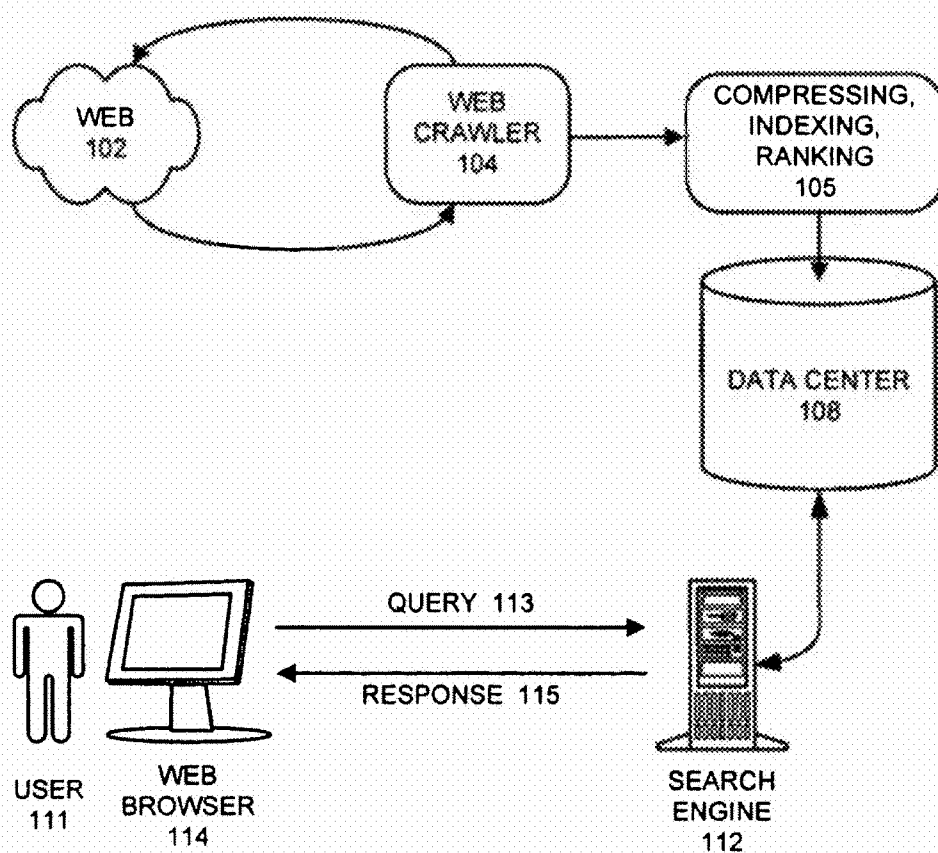 WEB
102
WEB
CRAWLER
104
COMPRESSING,
INDEXING,
RANKING
105
DATA CENTER
108
QUERY 113
RESPONSE 115
USER
111
WEB
BROWSER
114
SEARCH
ENGINE
112